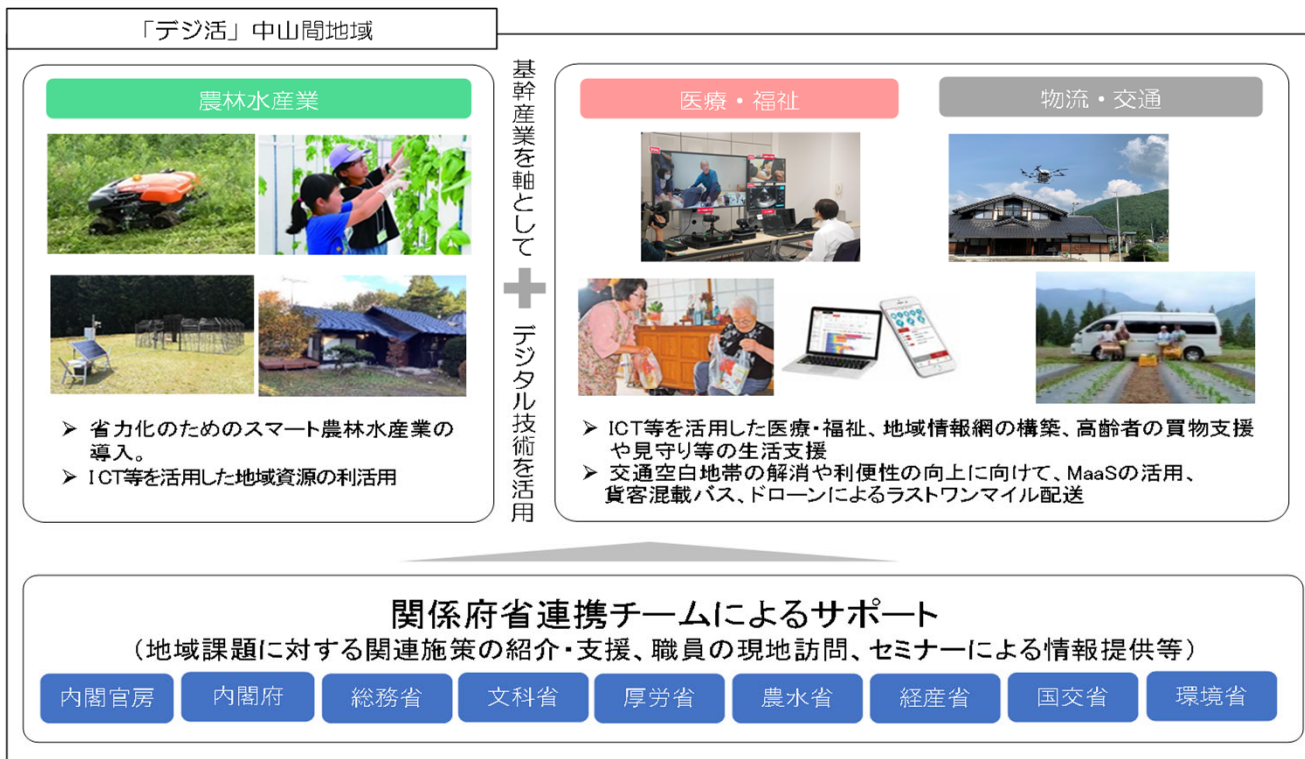 「デジ活」中山間地域
農林水産業
基幹産業を軸として
デジタル技術を活用
医療・福祉
物流・交通
➢ 省力化のためのスマート農林水産業の
導入。
➢ ICT等を活用した地域資源の利活用
➢ ICT等を活用した医療・福祉、地域情報網の構築、高齢者の買物支援
や見守り等の生活支援
➢ 交通空白地帯の解消や利便性の向上に向けて、MaaSの活用、
貨客混載バス、ドローンによるラストワンマイル配送
関係府省連携チームによるサポート
(地域課題に対する関連施策の紹介・支援、職員の現地訪問、セミナーによる情報提供等)
内閣官房
内閣府
総務省
文科省
厚労省
農水省
経産省
国交省
環境省